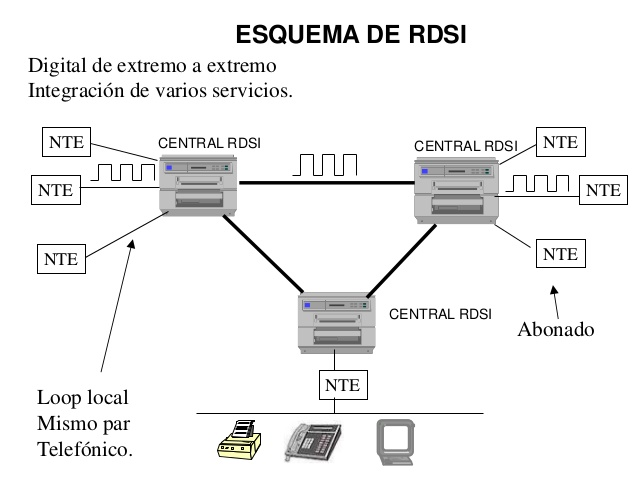 ESQUEMA DE RDSI
Digital de extremo a extremo
Integración de varios servicios.
NTE
CENTRAL RDSI
CENTRAL RDSI
NTE
NTE
NTE
NTE
NTE
CENTRAL RDSI
Abonado
NTE
Loop local
Mismo par
Telefónico.